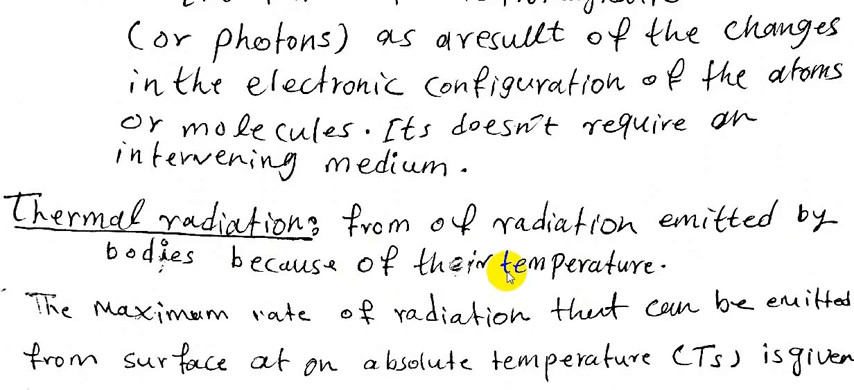 (or photons) as aresullt of the changes
in the electronic configuration of the atoms
or molecules. Its doesn't require an
intervening medium.
Thermal radiation: from of radiation emitted by
bodies because of their temperature.
The maximum rate of radiation that can be emitted
from surface at on absolute temperature (Ts) is given